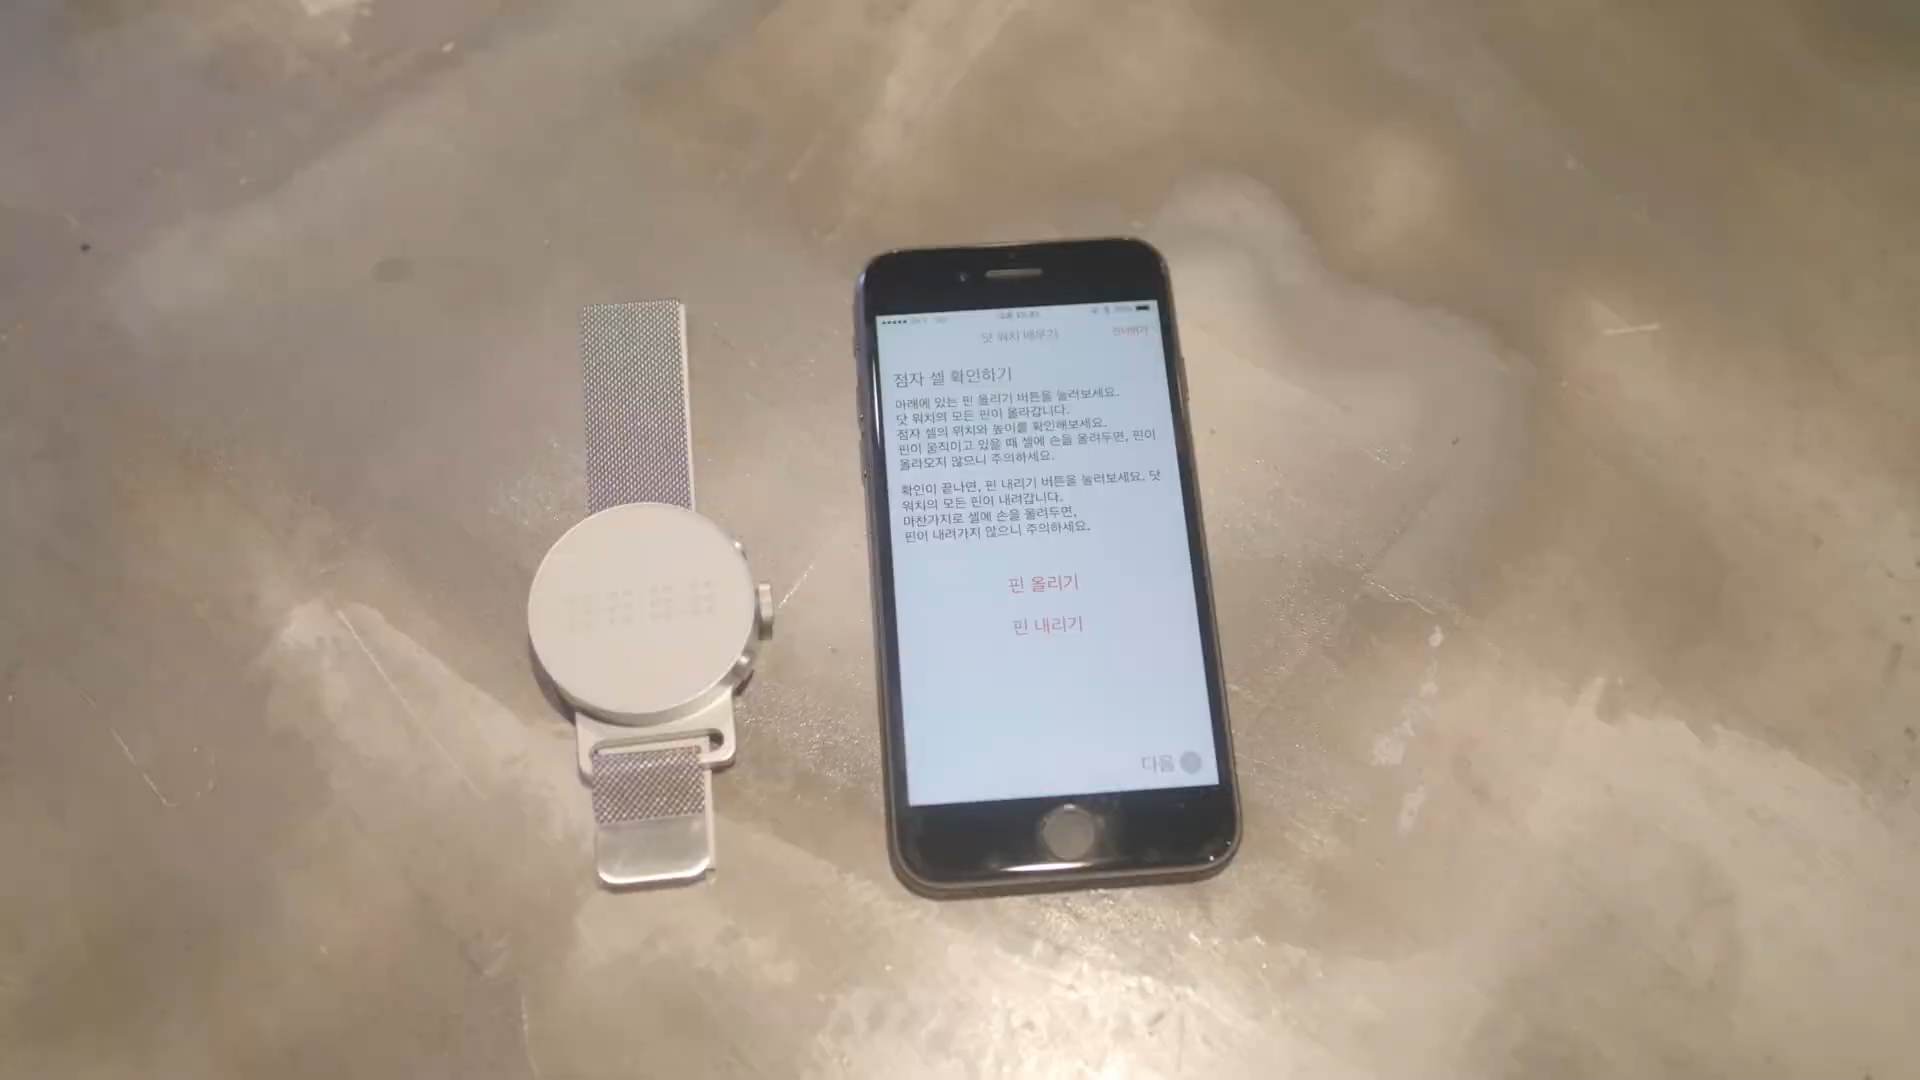 닷 워치 배우기
건너뛰기
점자 셀 확인하기
아래에 있는 핀 올리기 버튼을 눌러보세요.
닷 워치의 모든 핀이 올라갑니다.
점자 셀의 위치와 높이를 확인해보세요.
핀이 움직이고 있을 때 셀에 손을 올려두면, 핀이
올라오지 않으니 주의하세요.
확인이 끝나면, 핀 내리기 버튼을 눌러보세요. 닷
워치의 모든 핀이 내려갑니다.
마찬가지로 셀에 손을 올려두면,
핀이 내려가지 않으니 주의하세요.
핀 올리기
핀 내리기
다음